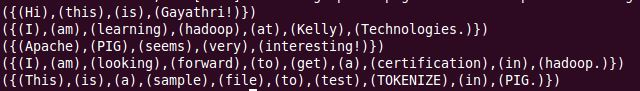 ({(Hi),(this),(is),(Gayathri!)})
({(I),(am),(learning),(hadoop),(at),(Kelly),(Technologies.)})
({(Apache),(PIG),(seems),(very),(interesting!)})
({(I),(am),(looking),(forward),(to),(get),(a),(certification),(in),(hadoop.)})
({(This),(is),(a),(sample),(file),(to),(test),(TOKENIZE),(in),(PIG.)})